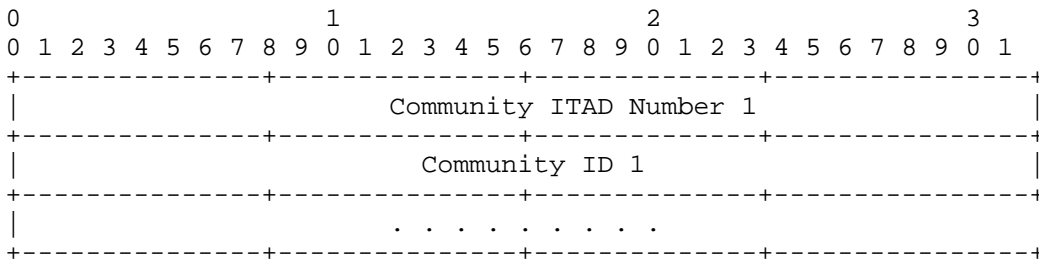 0                   1                   2                   3
0 1 2 3 4 5 6 7 8 9 0 1 2 3 4 5 6 7 8 9 0 1 2 3 4 5 6 7 8 9 0 1
+---------------+---------------+--------------+----------------+
|                       Community ITAD Number 1                 |
+---------------+---------------+--------------+----------------+
|                         Community ID 1                        |
+---------------+---------------+--------------+----------------+
|                       . . . . . . . . .
+---------------+---------------+--------------+----------------+